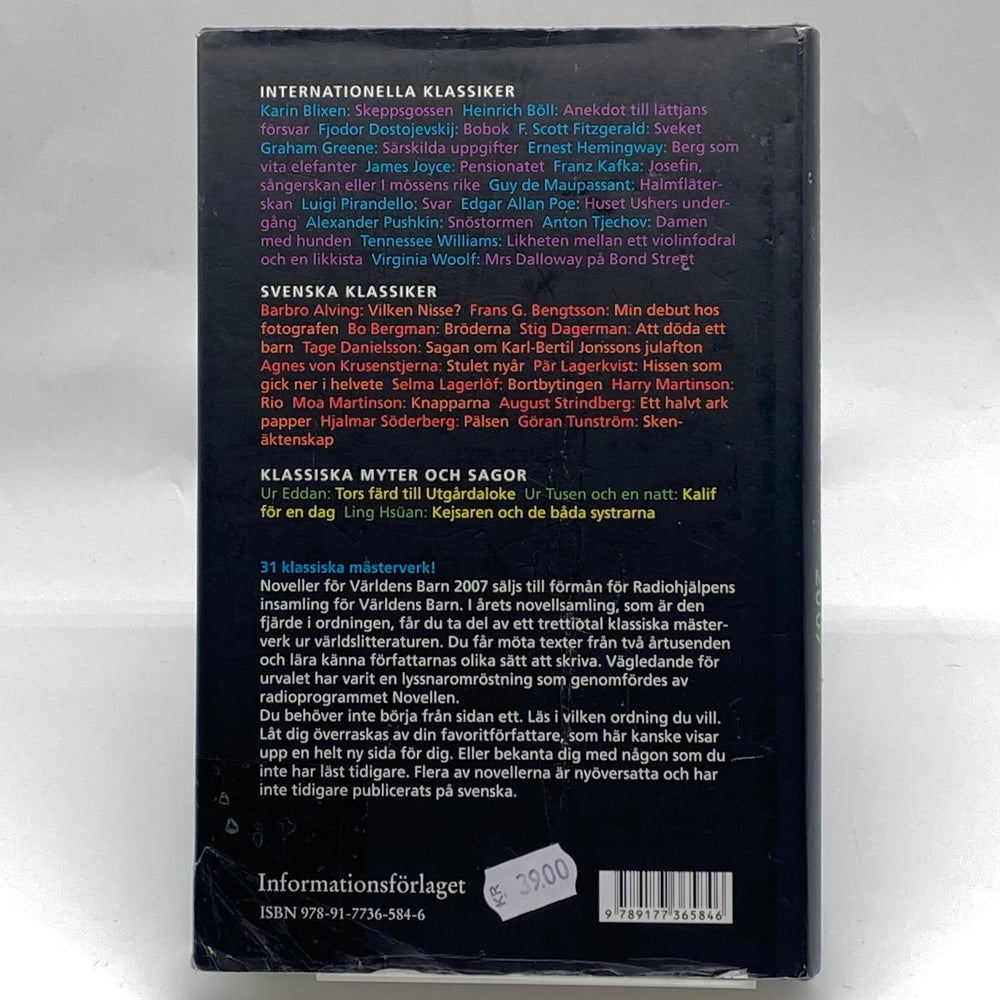 INTERNATIONELLA KLASSIKER
Karin Blixen: Skeppsgossen Heinrich Böll: Anekdot till lättjans
försvar Fjodor Dostojevskij: Bobok F. Scott Fitzgerald: Sveket
Graham Greene: Särskilda uppgifter Ernest Hemingway: Berg som
vita elefanter James Joyce: Pensionatet Franz Kafka: Josefin,
sångerskan eller I mössens rike Guy de Maupassant: Halmfläter-
skan Luigi Pirandello: Svar Edgar Allan Poe: Huset Ushers under-
gång Alexander Pushkin: Snöstormen Anton Tjechov: Damen
med hunden Tennessee Williams: Likheten mellan ett violinfodral
och en likkista Virginia Woolf: Mrs Dalloway på Bond Street
SVENSKA KLASSIKER
Barbro Alving: Vilken Nisse? Frans G. Bengtsson: Min debut hos
fotografen Bo Bergman: Bröderna Stig Dagerman: Att döda ett
barn Tage Danielsson: Sagan om Karl-Bertil Jonssons julafton
Agnes von Krusenstjerna: Stulet nyår Pär Lagerkvist: Hissen som
gick ner i helvete Selma Lagerlöf: Bortbytingen Harry Martinson:
Rio Moa Martinson: Knapparna August Strindberg: Ett halvt ark
papper Hjalmar Söderberg: Pälsen Göran Tunström: Sken-
äktenskap
KLASSISKA MYTER OCH SAGOR
Ur Eddan: Tors färd till Utgårdaloke Ur Tusen och en natt: Kalif
för en dag Ling Hsüan: Kejsaren och de båda systrarna
31 klassiska mästerverk!
Noveller för Världens Barn 2007 säljs till förmån för Radiohjälpens
insamling för Världens Barn. I årets novellsamling, som är den
fjärde i ordningen, får du ta del av ett trettiotal klassiska mäster-
verk ur världslitteraturen. Du får möta texter från två årtusenden
och lära känna författarnas olika sätt att skriva. Vägledande för
urvalet har varit en lyssnaromröstning som genomfördes av
radioprogrammet Novellen.
Du behöver inte börja från sidan ett. Läs i vilken ordning du vill.
Låt dig överraskas av din favoritförfattare, som här kanske visar
upp en helt ny sida för dig. Eller bekanta dig med någon som du
inte har läst tidigare. Flera av novellerna är nyöversatta och har
inte tidigare publicerats på svenska.
Informationsförlaget
ISBN 978-91-7736-584-6
KR 39.00
9 789177 365846
2007